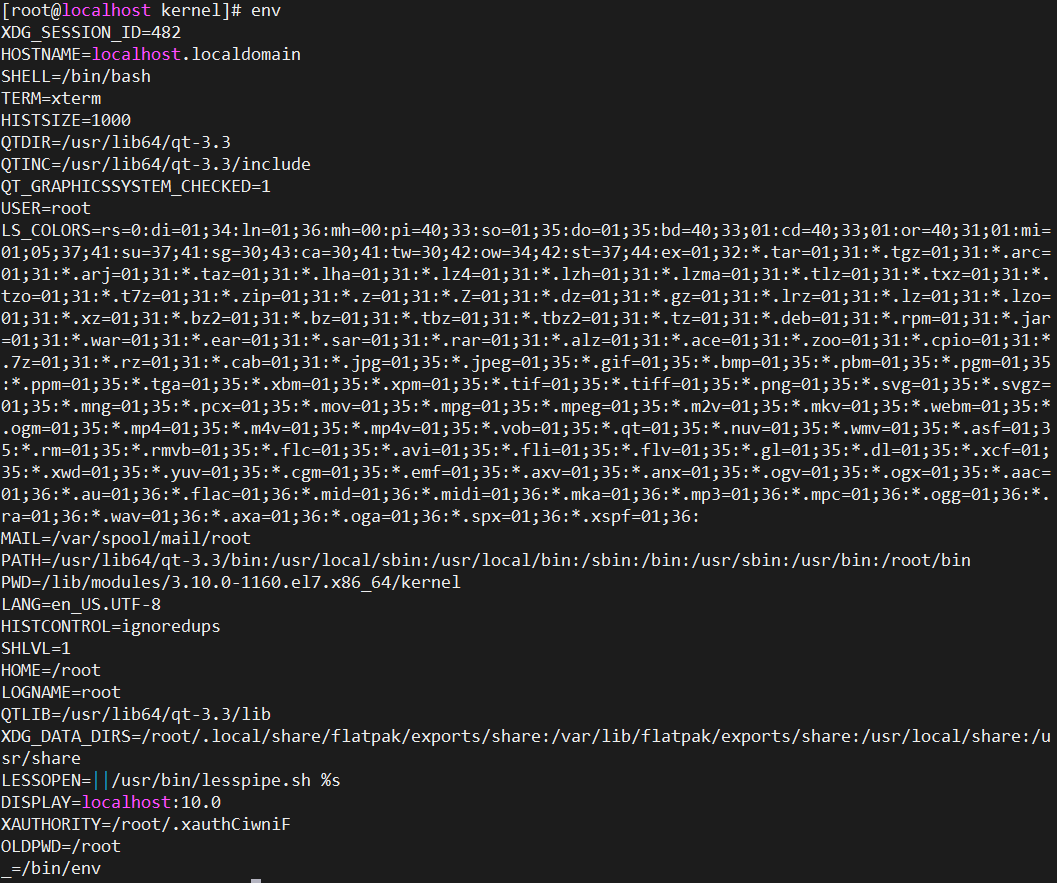 [root@localhost kernel]# env
XDG_SESSION_ID=482
HOSTNAME=localhost.localdomain
SHELL=/bin/bash
TERM=xterm
HISTSIZE=1000
QTDIR=/usr/lib64/qt-3.3
QTINC=/usr/lib64/qt-3.3/include
QT_GRAPHICSSYSTEM_CHECKED=1
USER=root
LS_COLORS=rs=0:di=01;34:ln=01;36:mh=00:pi=40;33:so=01;35:do=01;35:bd=40;33;01:cd=40;33;01:or=40;31;01:mi=
01;05;37;41:su=37;41:sg=30;43:ca=30;41:tw=30;42:ow=34;42:st=37;44:ex=01;32:*.tar=01;31:*.tgz=01;31:*.arc=
01;31:*.arj=01;31:*.taz=01;31:*.lha=01;31:*.lz4=01;31:*.lzh=01;31:*.lzma=01;31:*.tlz=01;31:*.txz=01;31:*.
tzo=01;31:*.t7z=01;31:*.zip=01;31:*.z=01;31:*.Z=01;31:*.dz=01;31:*.gz=01;31:*.lrz=01;31:*.lz=01;31:*.lzo=
01;31:*.xz=01;31:*.bz2=01;31:*.bz=01;31:*.tbz=01;31:*.tbz2=01;31:*.tz=01;31:*.deb=01;31:*.rpm=01;31:*.jar
=01;31:*.war=01;31:*.ear=01;31:*.sar=01;31:*.rar=01;31:*.alz=01;31:*.ace=01;31:*.zoo=01;31:*.cpio=01;31:*
.7z=01;31:*.rz=01;31:*.cab=01;31:*.jpg=01;35:*.jpeg=01;35:*.gif=01;35:*.bmp=01;35:*.pbm=01;35:*.pgm=01;35
:*.ppm=01;35:*.tga=01;35:*.xbm=01;35:*.xpm=01;35:*.tif=01;35:*.tiff=01;35:*.png=01;35:*.svg=01;35:*.svgz=
01;35:*.mng=01;35:*.pcx=01;35:*.mov=01;35:*.mpg=01;35:*.mpeg=01;35:*.m2v=01;35:*.mkv=01;35:*.webm=01;35:*
.ogm=01;35:*.mp4=01;35:*.m4v=01;35:*.mp4v=01;35:*.vob=01;35:*.qt=01;35:*.nuv=01;35:*.wmv=01;35:*.asf=01;3
5:*.rm=01;35:*.rmvb=01;35:*.flc=01;35:*.avi=01;35:*.fli=01;35:*.flv=01;35:*.gl=01;35:*.dl=01;35:*.xcf=01;
35:*.xwd=01;35:*.yuv=01;35:*.cgm=01;35:*.emf=01;35:*.axv=01;35:*.anx=01;35:*.ogv=01;35:*.ogx=01;35:*.aac=
01;36:*.au=01;36:*.flac=01;36:*.mid=01;36:*.midi=01;36:*.mka=01;36:*.mp3=01;36:*.mpc=01;36:*.ogg=01;36:*.
ra=01;36:*.wav=01;36:*.axa=01;36:*.oga=01;36:*.spx=01;36:*.xspf=01;36:
MAIL=/var/spool/mail/root
PATH=/usr/lib64/qt-3.3/bin:/usr/local/sbin:/usr/local/bin:/sbin:/bin:/usr/sbin:/usr/bin:/root/bin
PWD=/lib/modules/3.10.0-1160.el7.x86_64/kernel
LANG=en_US.UTF-8
HISTCONTROL=ignoredups
SHLVL=1
HOME=/root
LOGNAME=root
QTLIB=/usr/lib64/qt-3.3/lib
XDG_DATA_DIRS=/root/.local/share/flatpak/exports/share:/var/lib/flatpak/exports/share:/usr/local/share:/u
sr/share
LESSOPEN=||/usr/bin/lesspipe.sh %s
DISPLAY=localhost:10.0
XAUTHORITY=/root/.xauthCiwniF
OLDPWD=/root
_=/bin/env